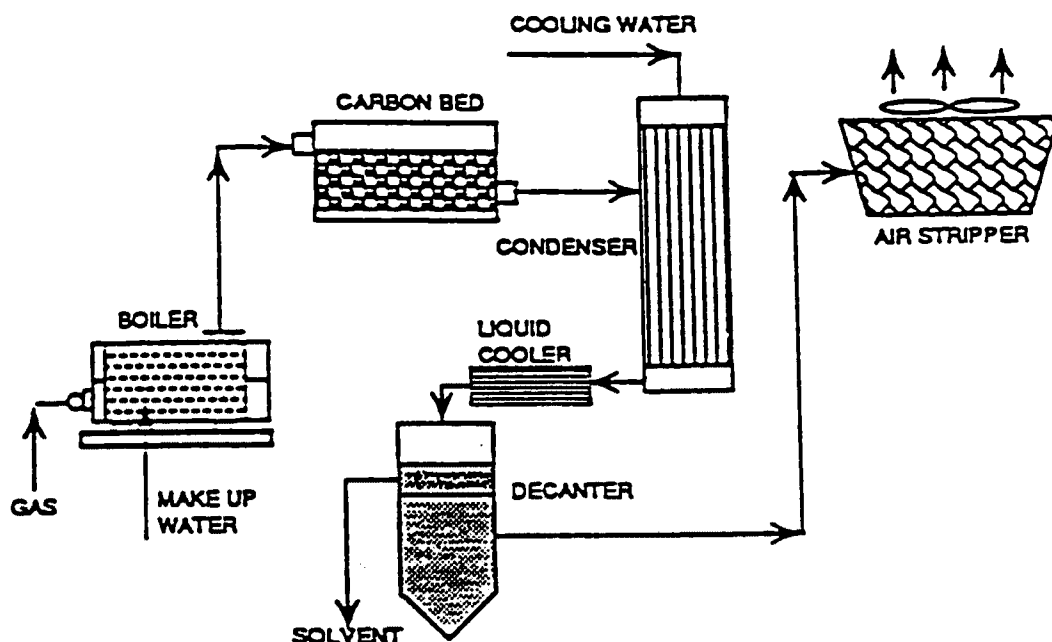 COOLING WATER
CARBON BED
CONDENSER
AIR STRIPPER
BOILER
LIQUID
COOLER
GAS
MAKE UP
WATER
DECANTER
SOLVENT